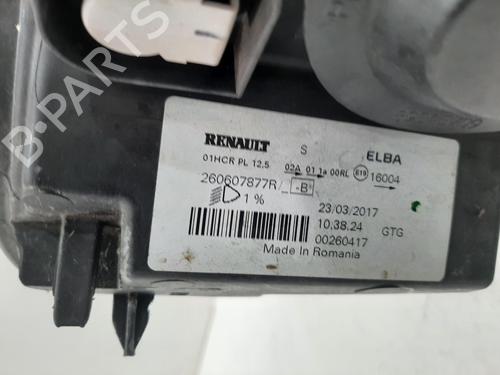 RENAULT S ELBA
01HCR PL 12.5 02A 01 1a 00RL E19 16004
260607877R/_ -B-
1%
23/03/2017
10.38.24 GTG
00260417
Made In Romania
B-PARTS